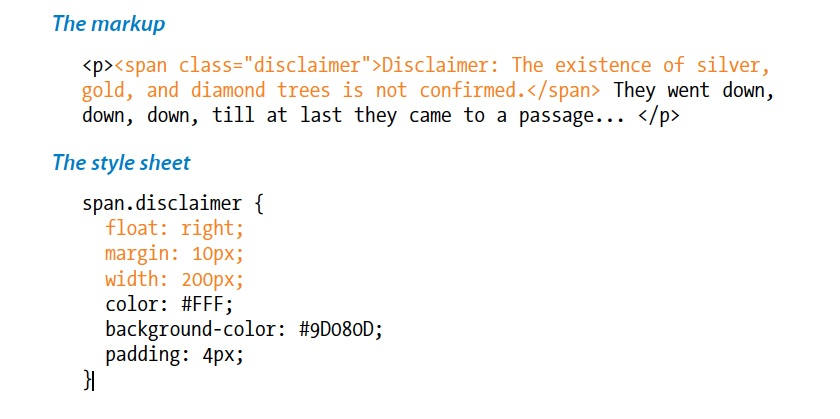 The markup
<p><span class="disclaimer">Disclaimer: The existence of silver,
gold, and diamond trees is not confirmed.</span> They went down,
down, down, till at last they came to a passage... </p>
The style sheet
span.disclaimer {
float: right;
margin: 10px;
width: 200px;
color: #FFF;
background-color: #9D080D;
padding: 4px;
}